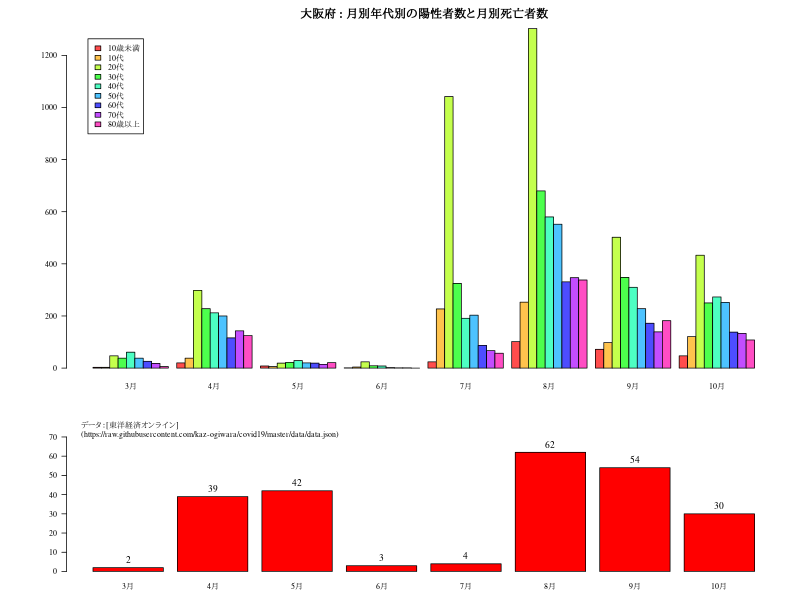 大阪府 : 月別年代別の陽性者数と月別死亡者数
1200
1000
800
600
400
200
0
10歳未満
10代
20代
30代
40代
50代
60代
70代
80歳以上
3月 4月 5月 6月 7月 8月 9月 10月
データ : [東洋経済オンライン]
(https://raw.githubusercontent.com/kaz-ogiwara/covid19/master/data/data.json)
70
60
50
40
30
20
10
0
2 39 42 3 4 62 54 30
3月 4月 5月 6月 7月 8月 9月 10月